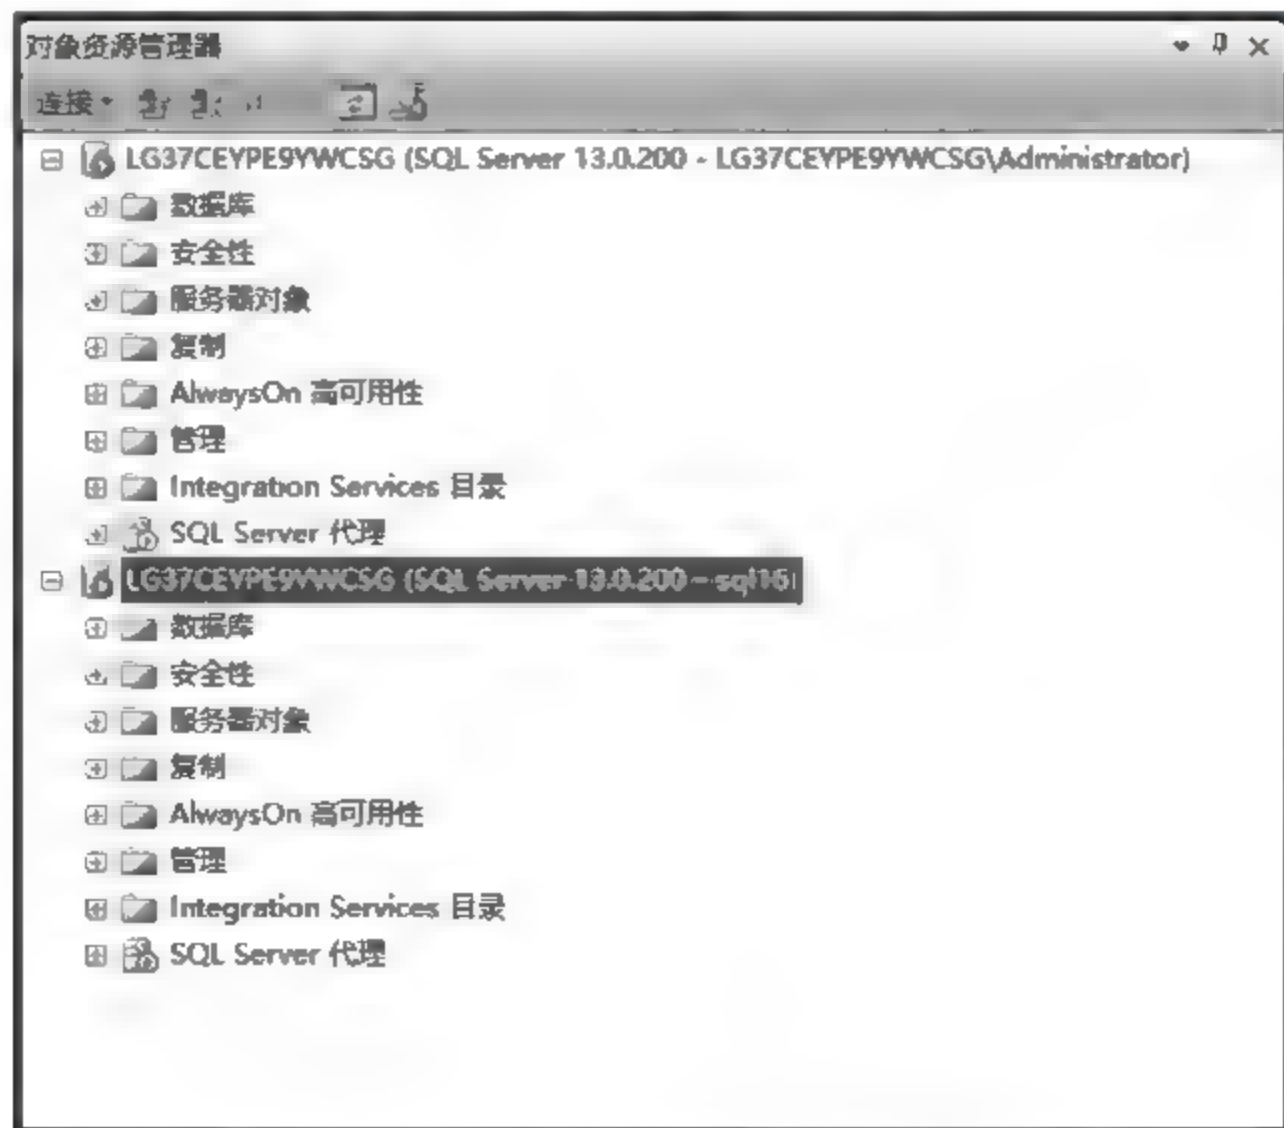 对象资源管理器
连接
LG37CEYPE9YWCSG (SQL Server 13.0.200 - LG37CEYPE9YWCSG\Administrator)
数据库
安全性
服务器对象
复制
AlwaysOn 高可用性
管理
Integration Services 目录
SQL Server 代理
LG37CEYPE9YWCSG (SQL Server 13.0.200 - sql16)
数据库
安全性
服务器对象
复制
AlwaysOn 高可用性
管理
Integration Services 目录
SQL Server 代理